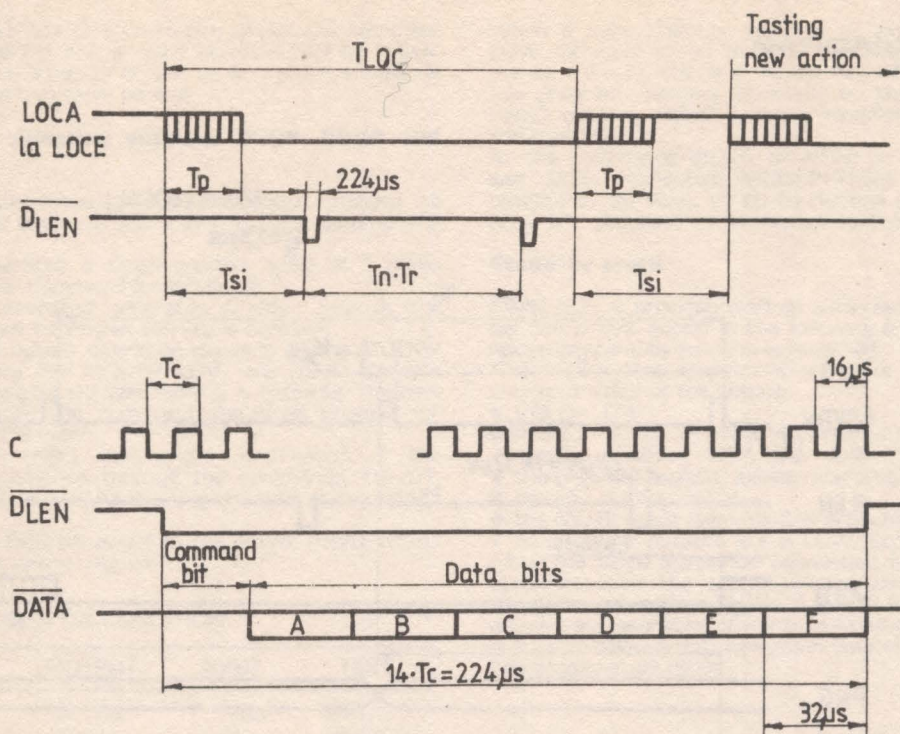 Tasting
new action
TLOC
LOCA
la LOCE
Tp
224µs
Tp
DLEN
Tsi
Tn·Tr
Tsi
Tc
16µs
C
DLEN
Command
bit
Data bits
DATA
A B C D E F
14·Tc=224µs
32µs